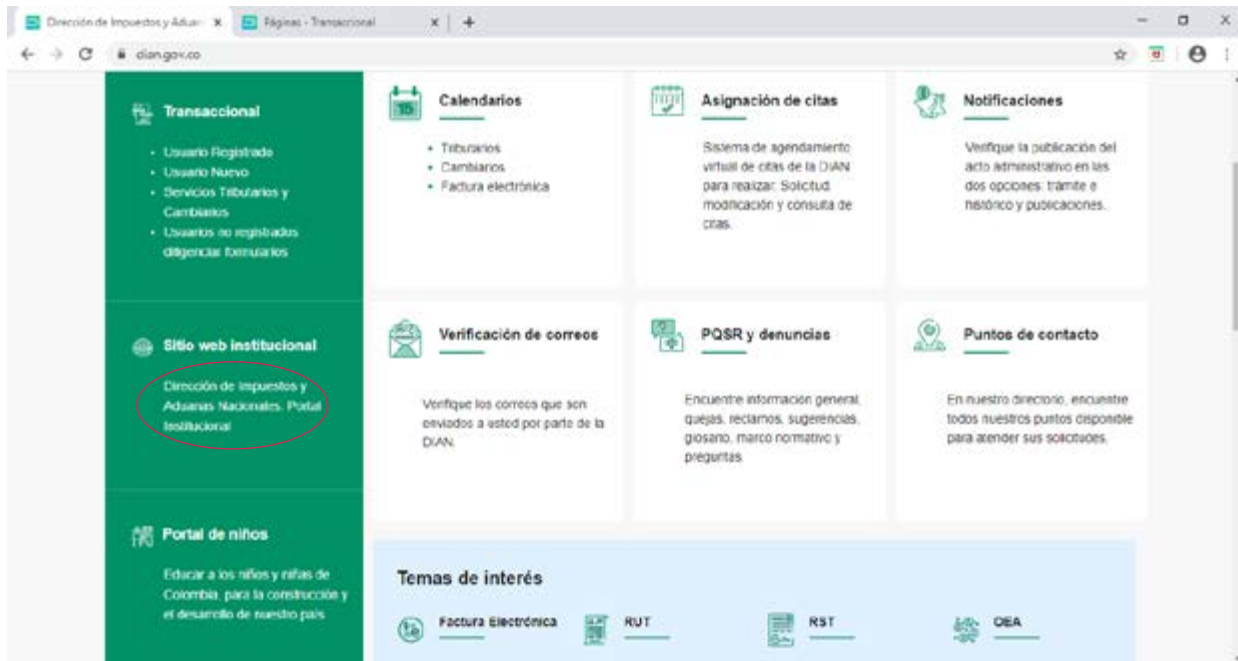 Dirección de Impuestos y Aduan
Páginas - Transaccional
dian.gov.co
Transaccional
• Usuario Registrado
• Usuario Nuevo
• Servicios Tributarios y
Cambiarios
• Usuarios no registrados
diligenciar formularios
Calendarios
15
• Tributarios
• Cambiarios
• Factura electrónica
Asignación de citas
Sistema de agendamiento
virtual de citas de la DIAN
para realizar: Solicitud,
modificación y consulta de
citas.
Notificaciones
Verifique la publicación del
acto administrativo en las
dos opciones: trámite e
histórico y publicaciones.
Sitio web institucional
Dirección de Impuestos y
Aduanas Nacionales. Portal
Institucional
Verificación de correos
Verifique los correos que son
enviados a usted por parte de la
DIAN.
PQSR y denuncias
Encuentre información general,
quejas, reclamos, sugerencias,
glosario, marco normativo y
preguntas.
Puntos de contacto
En nuestro directorio, encuentre
todos nuestros puntos disponible
para atender sus solicitudes.
Portal de niños
Educar a los niños y niñas de
Colombia, para la construcción y
el desarrollo de nuestro país
Temas de interés
Factura Electrónica
RUT
RST
OEA